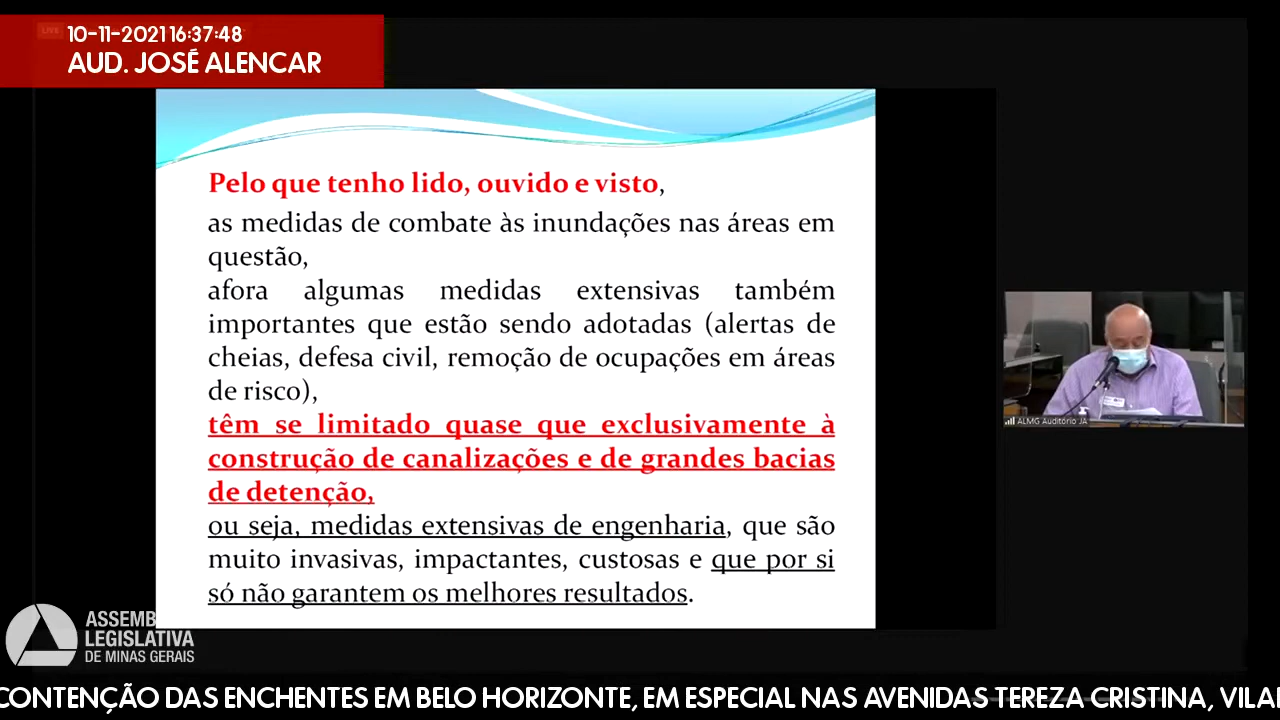 LIVE
10-11-2021 16:37:48
AUD. JOSÉ ALENCAR
Pelo que tenho lido, ouvido e visto,
as medidas de combate às inundações nas áreas em
questão,
afora algumas medidas extensivas também
importantes que estão sendo adotadas (alertas de
cheias, defesa civil, remoção de ocupações em áreas
de risco),
têm se limitado quase que exclusivamente à
construção de canalizações e de grandes bacias
de detenção,
ou seja, medidas extensivas de engenharia, que são
muito invasivas, impactantes, custosas e que por si
só não garantem os melhores resultados.
ALMG Auditório JA
ASSEMB
LEGISLATIVA
DE MINAS GERAIS
CONTENÇÃO DAS ENCHENTES EM BELO HORIZONTE, EM ESPECIAL NAS AVENIDAS TEREZA CRISTINA, VILA